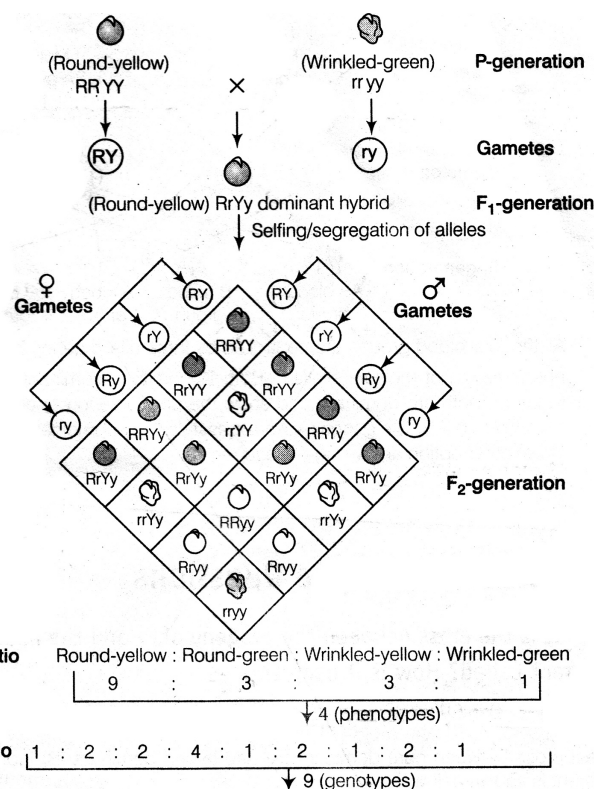 (Round-yellow) (Wrinkled-green) P-generation
RR YY × rr yy
RY ry Gametes
(Round-yellow) RrYy dominant hybrid F₁-generation
Selfing/segregation of alleles
♀ ♂
Gametes RY RY Gametes
rY RRYY rY
Ry RrYY RrYY Ry
ry RRYy rrYY RRYy ry
RrYy RrYy RrYy RrYy
rrYy RRyy rrYy F₂-generation
Rryy Rryy
rryy
tio Round-yellow : Round-green : Wrinkled-yellow : Wrinkled-green
9 : 3 : 3 : 1
4 (phenotypes)
o 1 : 2 : 2 : 4 : 1 : 2 : 1 : 2 : 1
9 (genotypes)